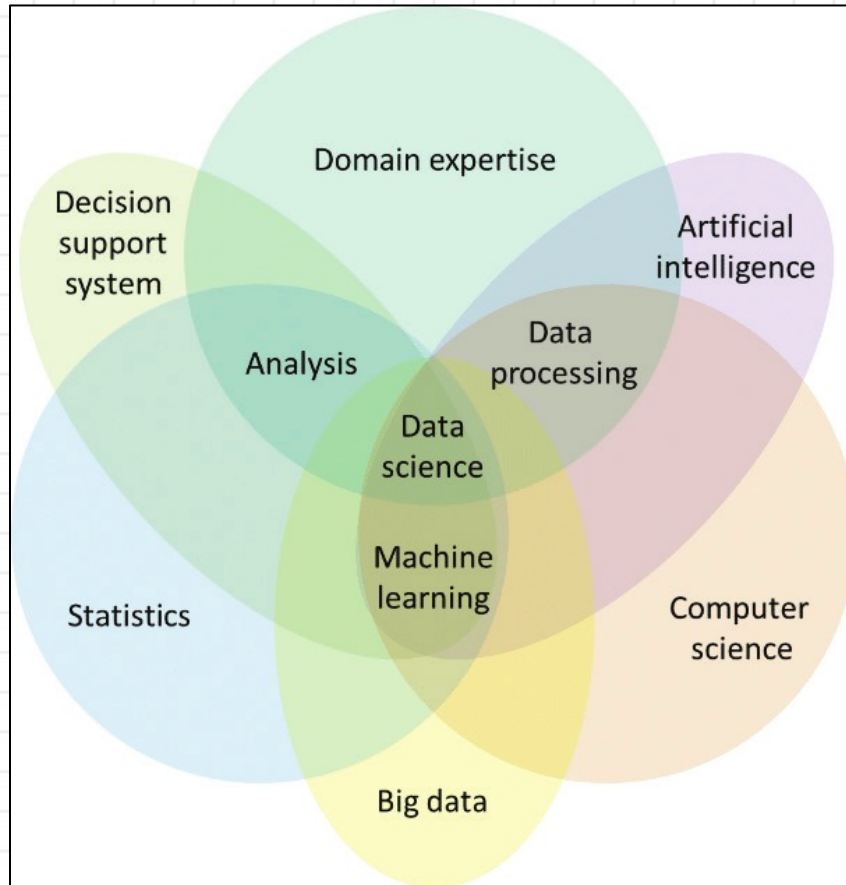 Domain expertise
Decision
support
system
Artificial
intelligence
Analysis
Data
processing
Data
science
Machine
learning
Statistics
Computer
science
Big data